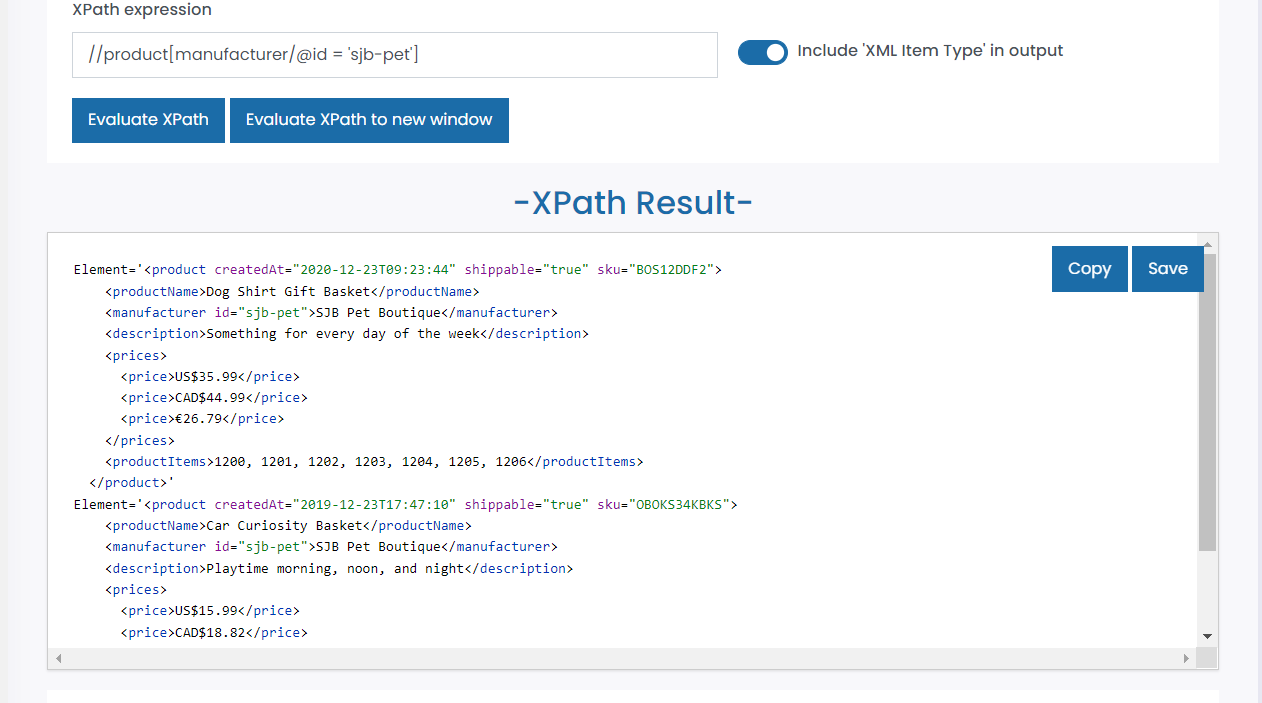 XPath expression
//product[manufacturer/@id = 'sjb-pet']
Include 'XML Item Type' in output
Evaluate XPath
Evaluate XPath to new window
-XPath Result-
Copy
Save
Element='<product createdAt="2020-12-23T09:23:44" shippable="true" sku="BOS12DDF2">
<productName>Dog Shirt Gift Basket</productName>
<manufacturer id="sjb-pet">SJB Pet Boutique</manufacturer>
<description>Something for every day of the week</description>
<prices>
<price>US$35.99</price>
<price>CAD$44.99</price>
<price>€26.79</price>
</prices>
<productItems>1200, 1201, 1202, 1203, 1204, 1205, 1206</productItems>
</product>'
Element='<product createdAt="2019-12-23T17:47:10" shippable="true" sku="OBOKS34KBKS">
<productName>Car Curiosity Basket</productName>
<manufacturer id="sjb-pet">SJB Pet Boutique</manufacturer>
<description>Playtime morning, noon, and night</description>
<prices>
<price>US$15.99</price>
<price>CAD$18.82</price>